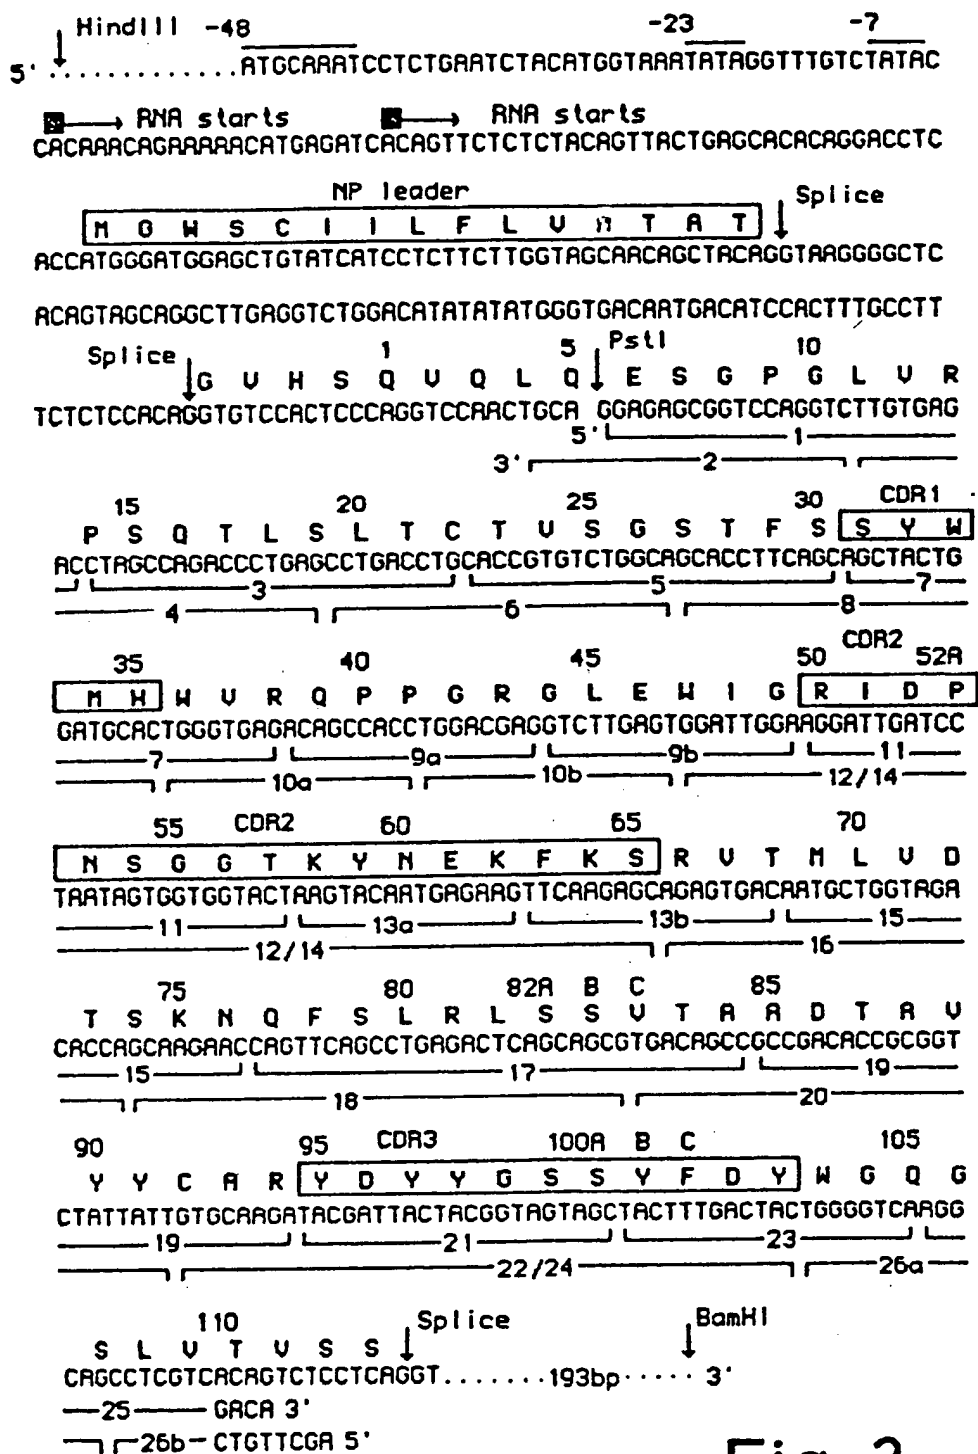 HindIII -48 -23 -7
5' .............ATGCAAATCCTCTGAATCTACATGGTAAATATAGGTTTGTCTATAC
RNA starts RNA starts
CACAAACAGAAAAACATGAGATCACAGTTCTCTCTACAGTTACTGAGCACACAGGACCTC
NP leader Splice
M G W S C I I L F L V A T A T
ACCATGGGATGGAGCTGTATCATCCTCTTCTTGGTAGCAACAGCTACAGGTAAGGGGCTC
ACAGTAGCAGGCTTGAGGTCTGGACATATATATGGGTGACAATGACATCCACTTTGCCTT
Splice 1 5 PstI 10
G V H S Q V Q L Q E S G P G L V R
TCTCTCCACAGGTGTCCACTCCCAGGTCCAACTGCA GGAGAGCGGTCCAGGTCTTGTGAG
5' 1
3' 2
15 20 25 30 CDR1
P S Q T L S L T C T V S G S T F S S Y W
ACCTAGCCAGACCCTGAGCCTGACCTGCACCGTGTCTGGCAGCACCTTCAGCAGCTACTG
3 5 7
4 6 8
35 40 45 50 CDR2 52A
M H W V R Q P P G R G L E W I G R I D P
GATGCACTGGGTGAGACAGCCACCTGGACGAGGTCTTGAGTGGATTGGAAGGATTGATCC
7 9a 9b 11
10a 10b 12/14
55 CDR2 60 65 70
N S G G T K Y N E K F K S R V T M L V D
TAATAGTGGTGGTACTAAGTACAATGAGAAGTTCAAGAGCAGAGTGACAATGCTGGTAGA
11 13a 13b 15
12/14 16
75 80 82A B C 85
T S K N Q F S L R L S S V T A A D T A V
CACCAGCAAGAACCAGTTCAGCCTGAGACTCAGCAGCGTGACAGCCGCCGACACCGCGGT
15 17 19
18 20
90 95 CDR3 100A B C 105
Y Y C A R Y D Y Y G S S Y F D Y W G Q G
CTATTATTGTGCAAGATACGATTACTACGGTAGTAGCTACTTTGACTACTGGGGTCAAGG
19 21 23
22/24 26a
110 Splice BamHI
S L V T V S S
CAGCCTCGTCACAGTCTCCTCAGGT.......193bp..... 3'
25 GACA 3'
26b CTGTTCGA 5'